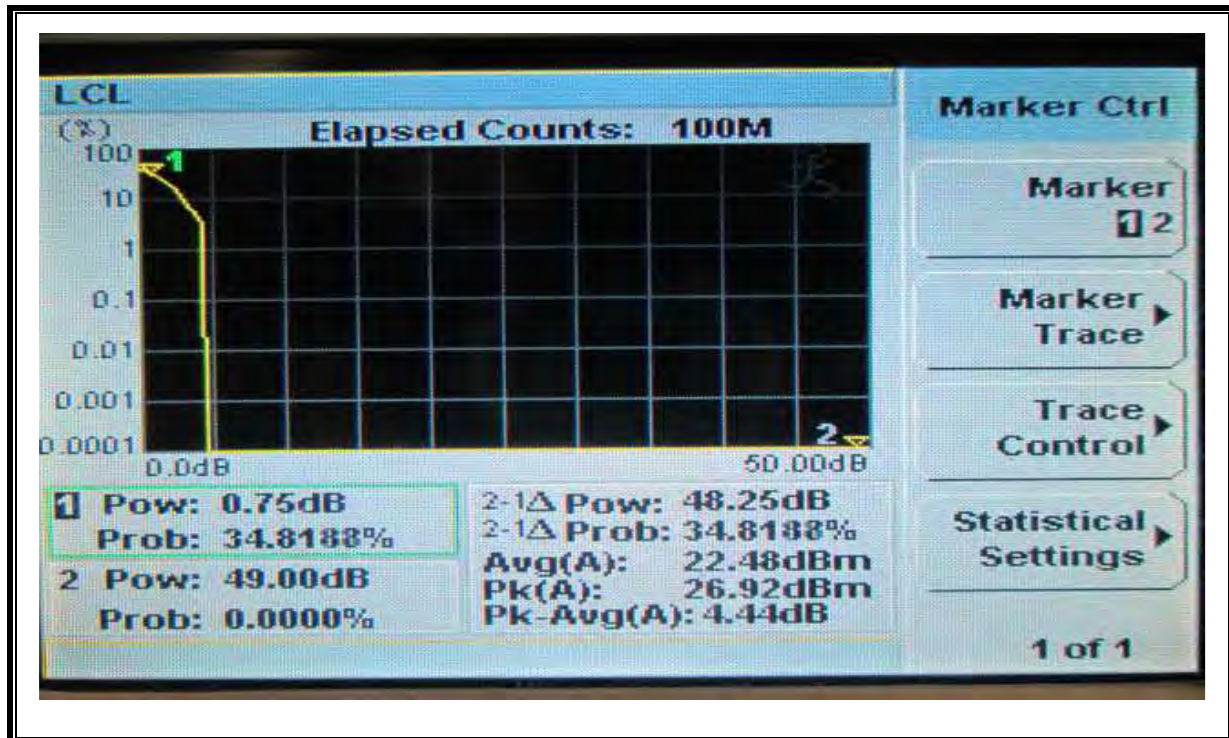 LCL
(%)
Elapsed Counts: 100M
100
1
10
1
0.1
0.01
0.001
0.0001
2
0.0dB
50.00dB
1 Pow: 0.75dB
Prob: 34.8188%
2 Pow: 49.00dB
Prob: 0.0000%
2-1Δ Pow: 48.25dB
2-1Δ Prob: 34.8188%
Avg(A): 22.48dBm
Pk(A): 26.92dBm
Pk-Avg(A): 4.44dB
Marker Ctrl
Marker
1 2
Marker
Trace
Trace
Control
Statistical
Settings
1 of 1